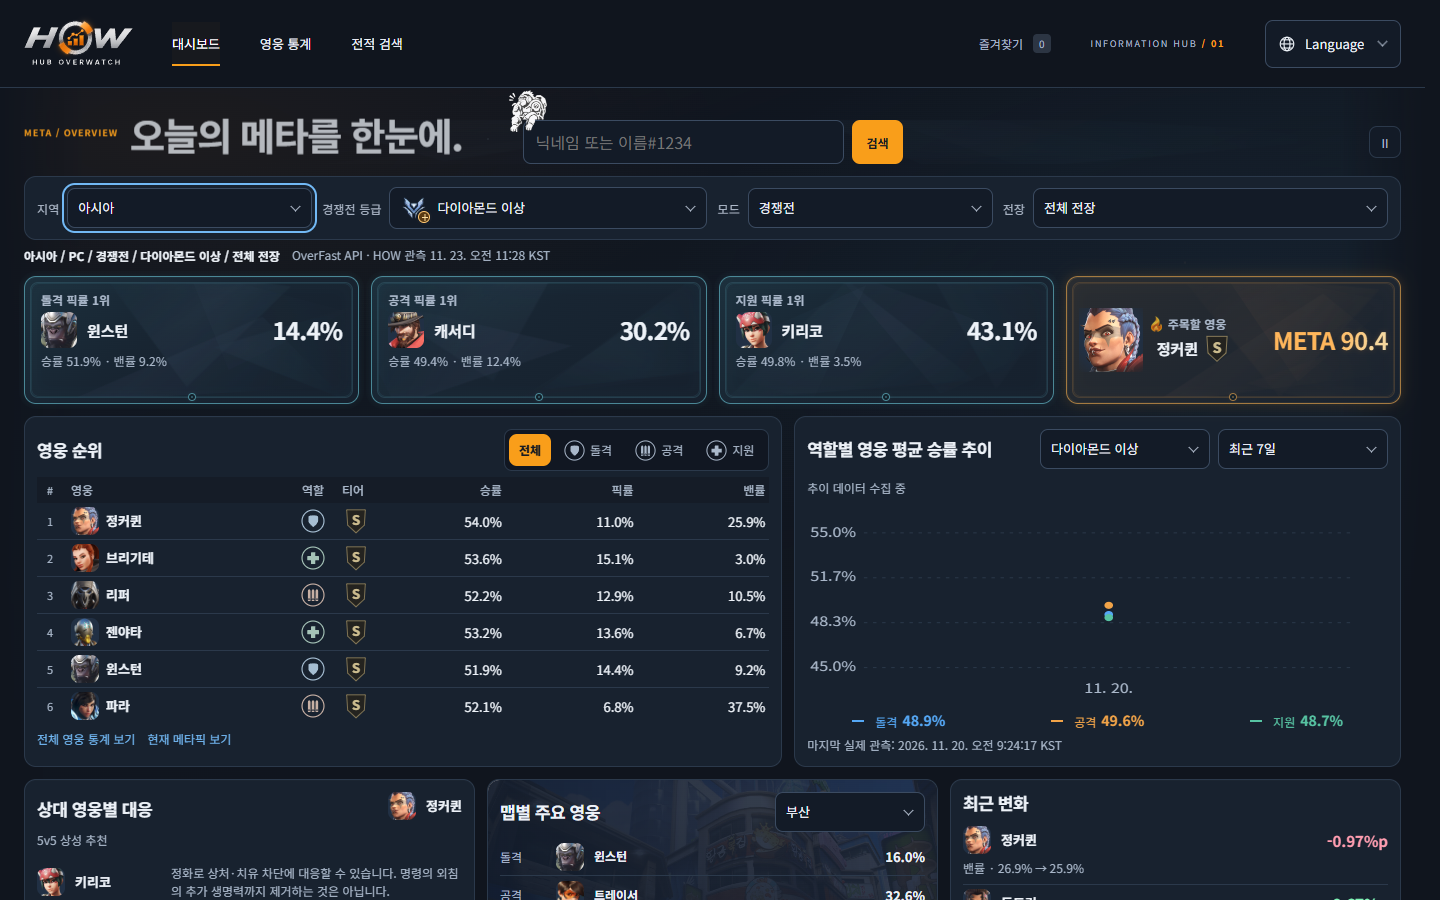 HOW
HUB OVERWATCH
대시보드
영웅 통계
전적 검색
즐겨찾기 0
INFORMATION HUB / 01
Language
META / OVERVIEW
오늘의 메타를 한눈에.
닉네임 또는 이름#1234
검색
지역 아시아
경쟁전 등급 다이아몬드 이상
모드 경쟁전
전장 전체 전장
아시아 / PC / 경쟁전 / 다이아몬드 이상 / 전체 전장 OverFast API · HOW 관측 11. 23. 오전 11:28 KST
돌격 픽률 1위
윈스턴 14.4%
승률 51.9% · 밴률 9.2%
공격 픽률 1위
캐서디 30.2%
승률 49.4% · 밴률 12.4%
지원 픽률 1위
키리코 43.1%
승률 49.8% · 밴률 3.5%
주목할 영웅
정커퀸 S
META 90.4
영웅 순위
전체 돌격 공격 지원
# 영웅 역할 티어 승률 픽률 밴률
1 정커퀸 S 54.0% 11.0% 25.9%
2 브리기테 S 53.6% 15.1% 3.0%
3 리퍼 S 52.2% 12.9% 10.5%
4 젠야타 S 53.2% 13.6% 6.7%
5 윈스턴 S 51.9% 14.4% 9.2%
6 파라 S 52.1% 6.8% 37.5%
전체 영웅 통계 보기 현재 메타픽 보기
역할별 영웅 평균 승률 추이
다이아몬드 이상
최근 7일
추이 데이터 수집 중
55.0%
51.7%
48.3%
45.0%
11. 20.
돌격 48.9%
공격 49.6%
지원 48.7%
마지막 실제 관측: 2026. 11. 20. 오전 9:24:17 KST
상대 영웅별 대응
정커퀸
5v5 상성 추천
키리코
정화로 상처·치유 차단에 대응할 수 있습니다. 명령의 외침
의 추가 생명력까지 제거하는 것은 아닙니다.
맵별 주요 영웅
부산
돌격 윈스턴 16.0%
공격 트레이서 32.6%
최근 변화
정커퀸 -0.97%p
밴률 · 26.9% → 25.9%